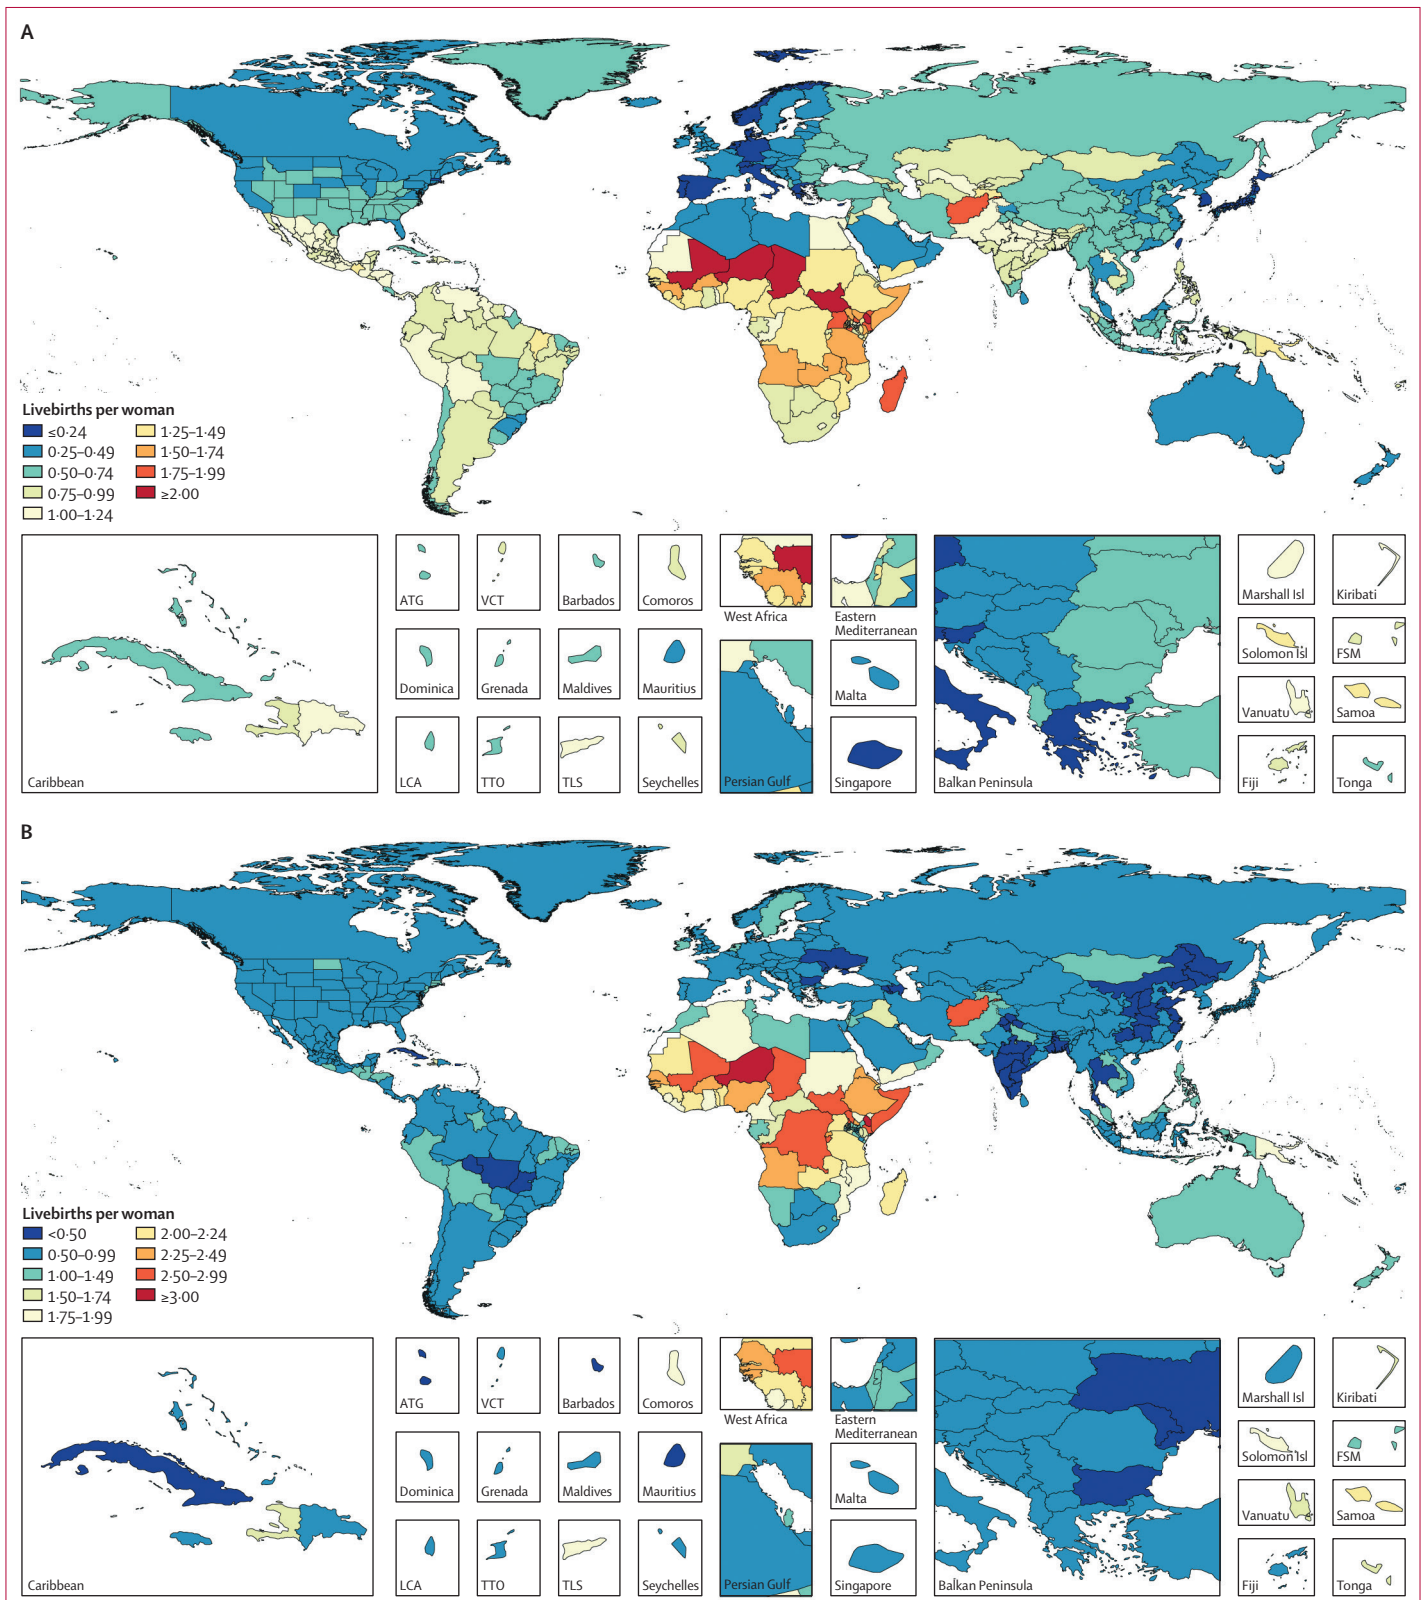 A
Livebirths per woman
≤0·24
0·25–0·49
0·50–0·74
0·75–0·99
1·00–1·24
1·25–1·49
1·50–1·74
1·75–1·99
≥2·00
Caribbean
ATG
VCT
Barbados
Comoros
Dominica
Grenada
Maldives
Mauritius
LCA
TTO
TLS
Seychelles
West Africa
Eastern
Mediterranean
Persian Gulf
Malta
Singapore
Balkan Peninsula
Marshall Isl
Kiribati
Solomon Isl
FSM
Vanuatu
Samoa
Fiji
Tonga
B
Livebirths per woman
<0·50
0·50–0·99
1·00–1·49
1·50–1·74
1·75–1·99
2·00–2·24
2·25–2·49
2·50–2·99
≥3·00
Caribbean
ATG
VCT
Barbados
Comoros
Dominica
Grenada
Maldives
Mauritius
LCA
TTO
TLS
Seychelles
West Africa
Eastern
Mediterranean
Persian Gulf
Malta
Singapore
Balkan Peninsula
Marshall Isl
Kiribati
Solomon Isl
FSM
Vanuatu
Samoa
Fiji
Tonga